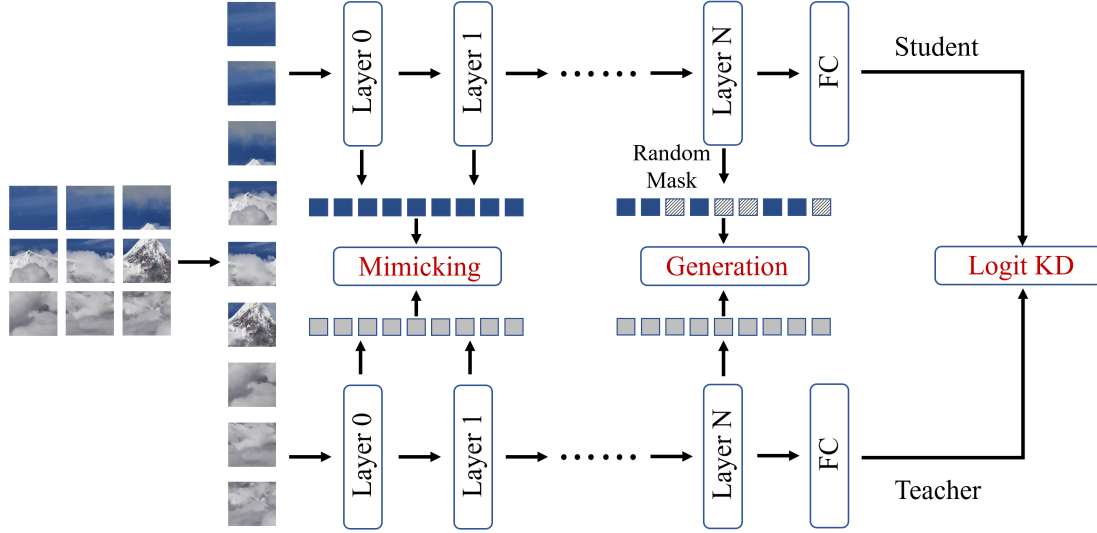 Layer 0
Layer 1
......
Layer N
FC
Student
Random
Mask
Mimicking
Generation
Logit KD
Layer 0
Layer 1
......
Layer N
FC
Teacher